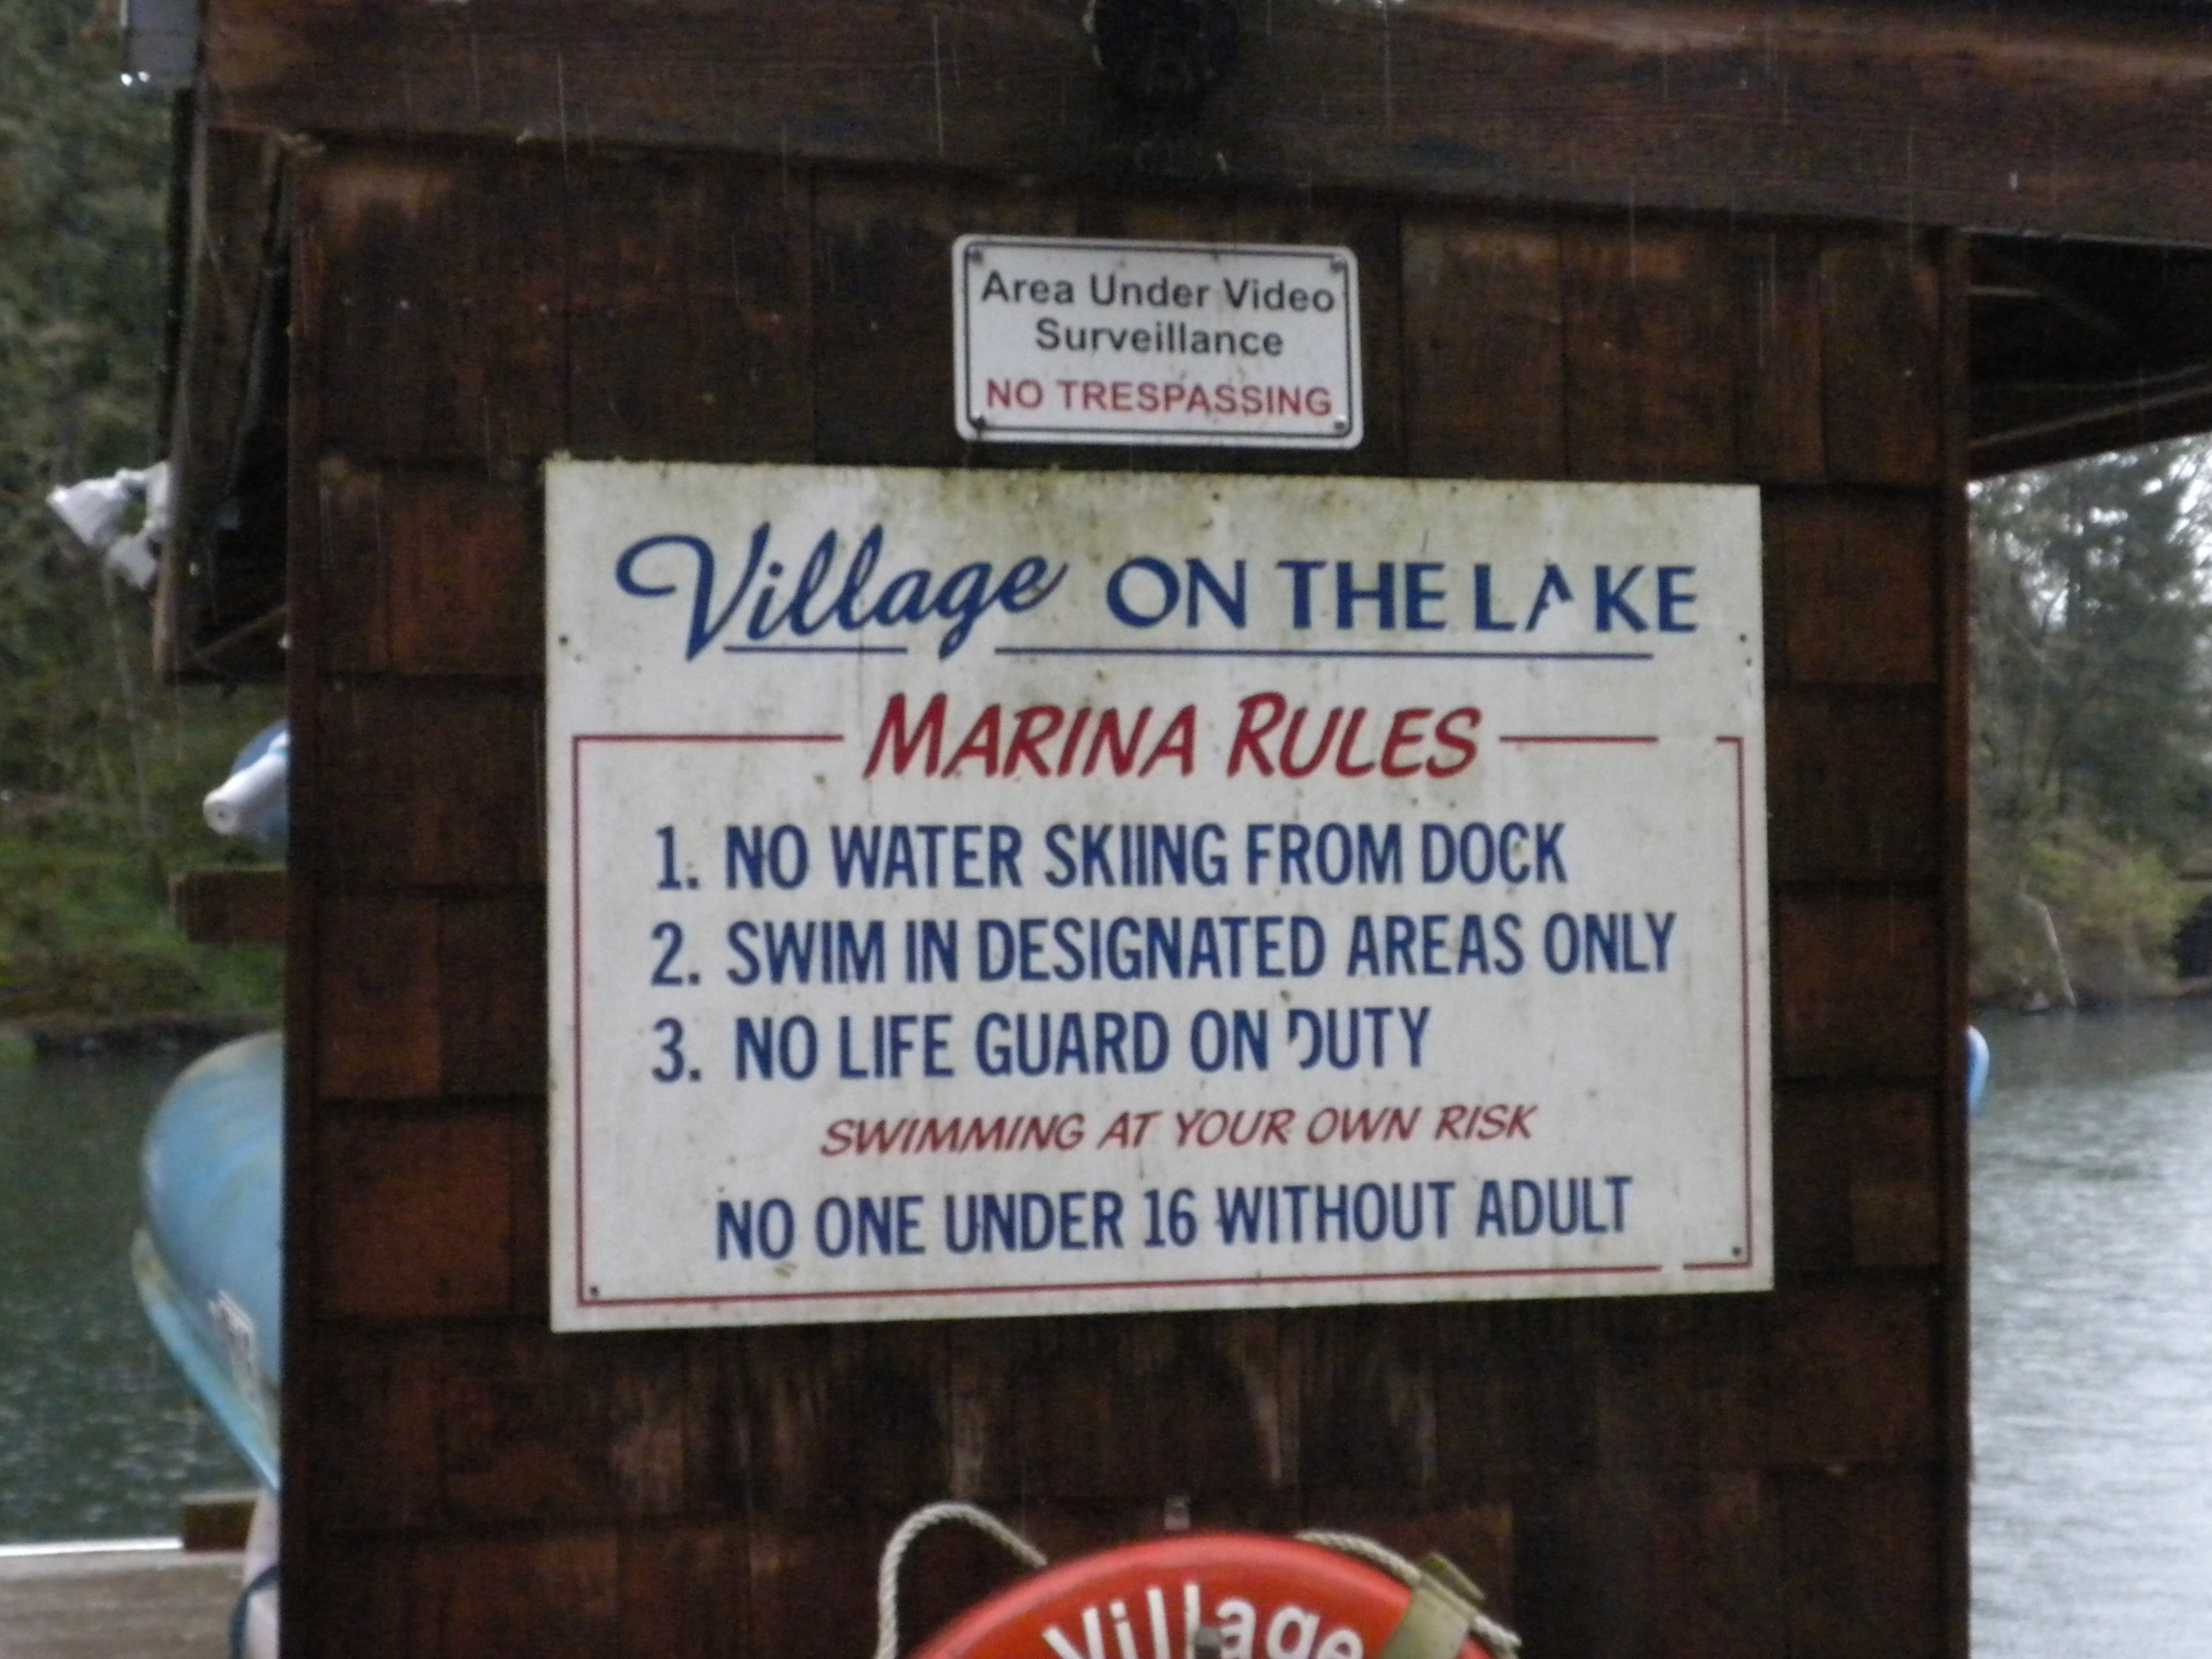 Area Under Video
Surveillance
NO TRESPASSING
Village ON THE LAKE
MARINA RULES
1. NO WATER SKIING FROM DOCK
2. SWIM IN DESIGNATED AREAS ONLY
3. NO LIFE GUARD ON DUTY
SWIMMING AT YOUR OWN RISK
NO ONE UNDER 16 WITHOUT ADULT
Village